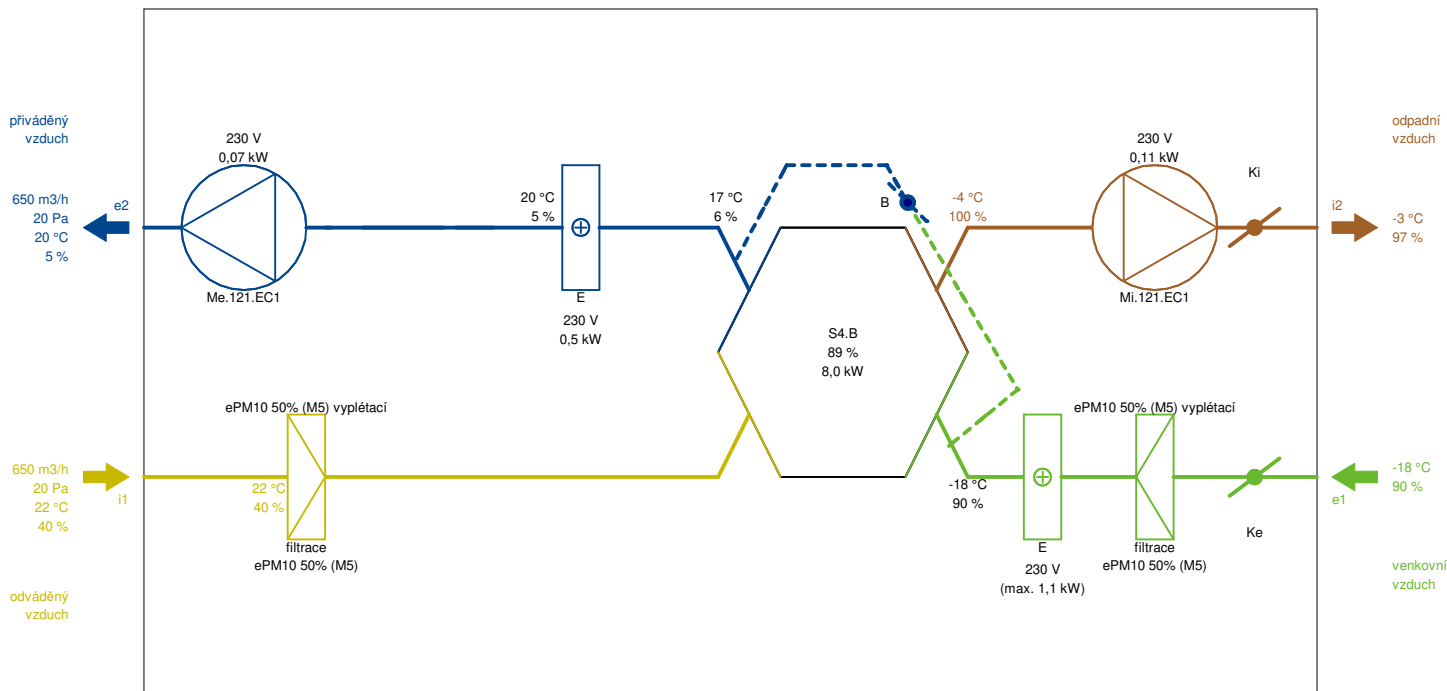 přiváděný
vzduch
650 m3/h
20 Pa
20 °C
5 %
e2
230 V
0,07 kW
Me.121.EC1
20 °C
5 %
E
230 V
0,5 kW
17 °C
6 %
B
-4 °C
100 %
230 V
0,11 kW
Mi.121.EC1
Ki
i2
odpadní
vzduch
-3 °C
97 %
S4.B
89 %
8,0 kW
650 m3/h
20 Pa
22 °C
40 %
i1
odváděný
vzduch
ePM10 50% (M5) vyplétací
22 °C
40 %
filtrace
ePM10 50% (M5)
-18 °C
90 %
E
230 V
(max. 1,1 kW)
ePM10 50% (M5) vyplétací
filtrace
ePM10 50% (M5)
Ke
e1
-18 °C
90 %
venkovní
vzduch